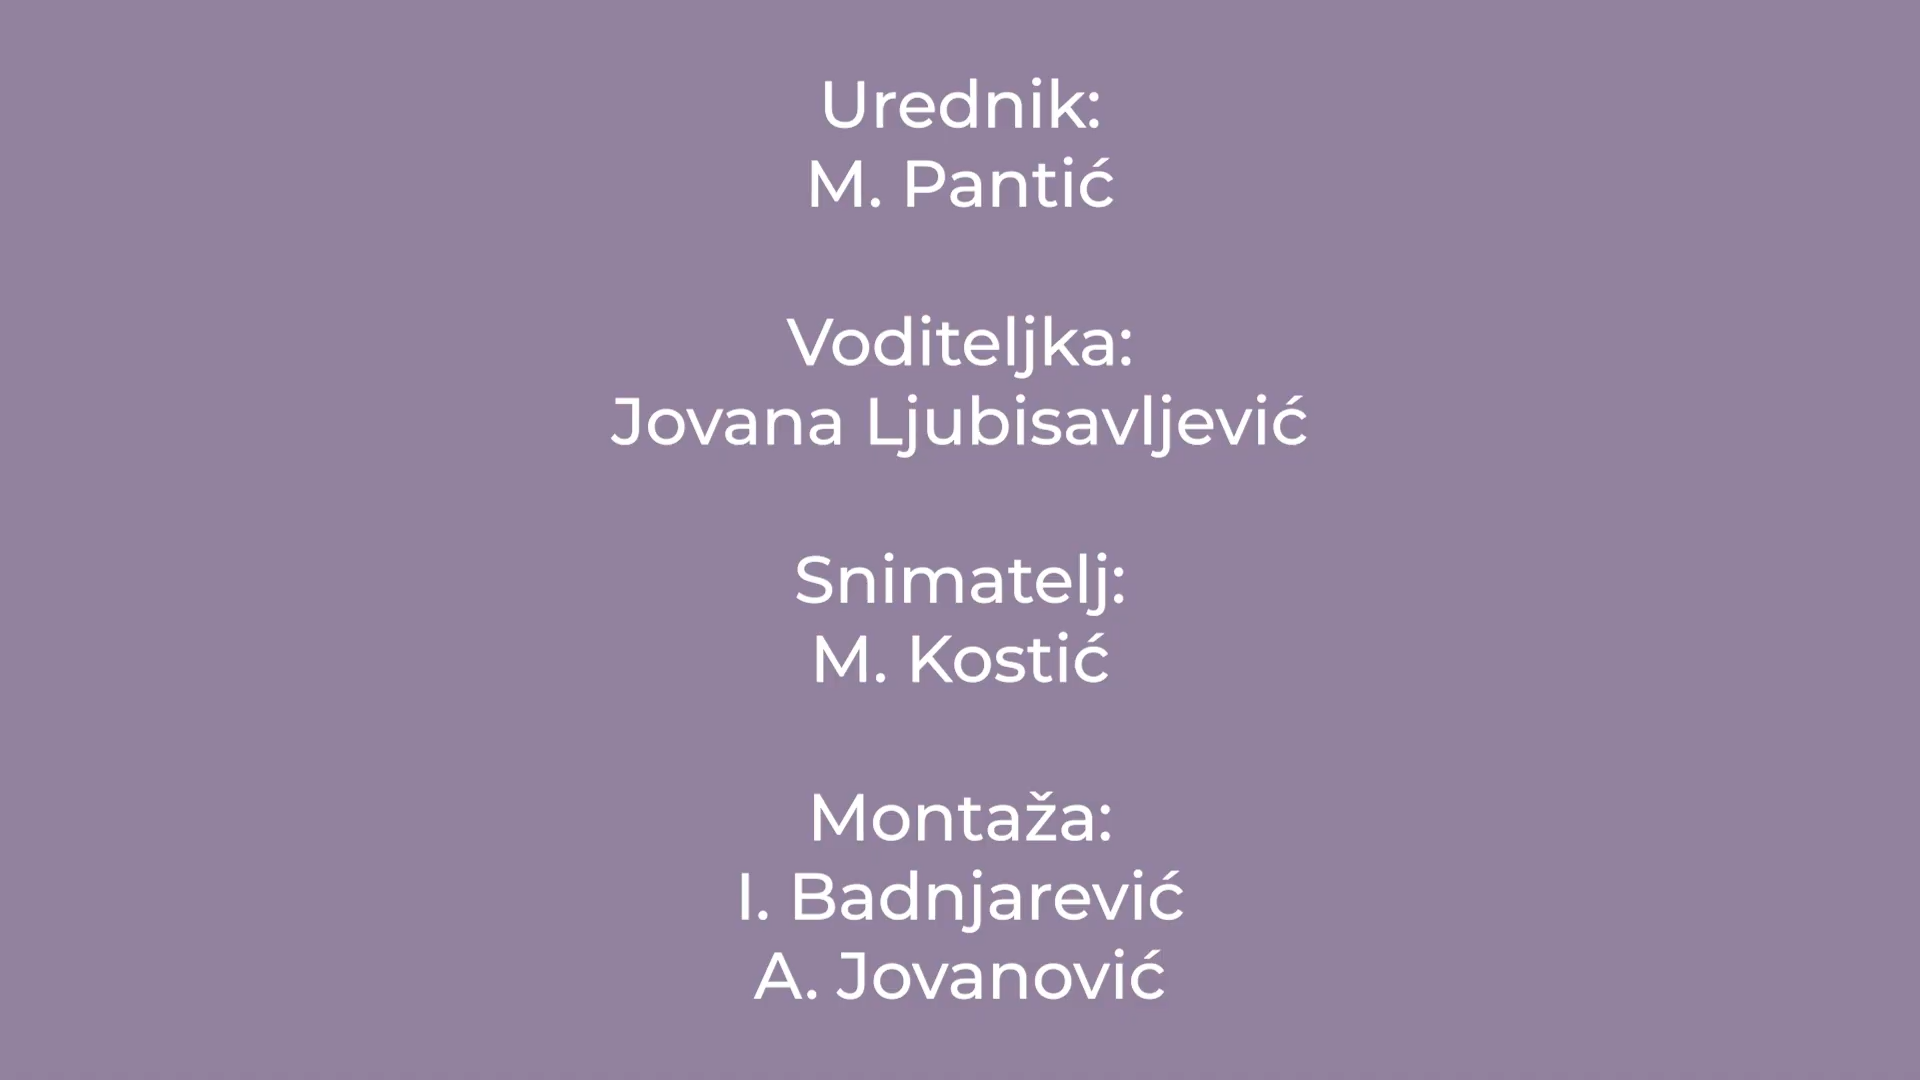 Urednik:
M. Pantić
Voditeljka:
Jovana Ljubisavljević
Snimatelj:
M. Kostić
Montaža:
I. Badnjarević
A. Jovanović